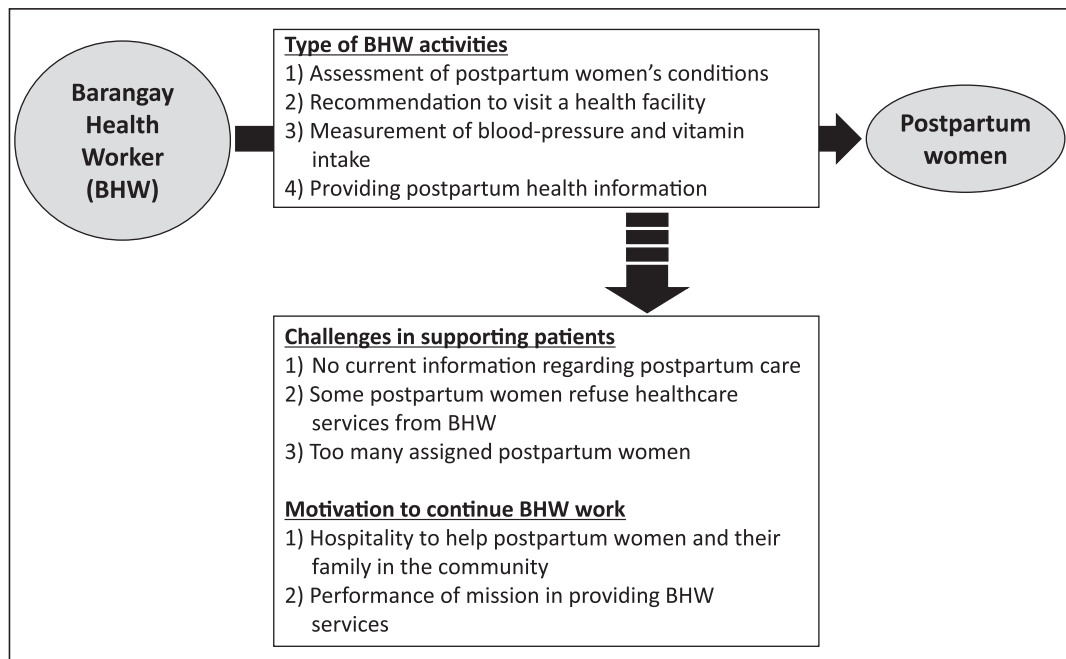 Barangay
Health
Worker
(BHW)
Type of BHW activities
1) Assessment of postpartum women's conditions
2) Recommendation to visit a health facility
3) Measurement of blood-pressure and vitamin
intake
4) Providing postpartum health information
Postpartum
women
Challenges in supporting patients
1) No current information regarding postpartum care
2) Some postpartum women refuse healthcare
services from BHW
3) Too many assigned postpartum women
Motivation to continue BHW work
1) Hospitality to help postpartum women and their
family in the community
2) Performance of mission in providing BHW
services